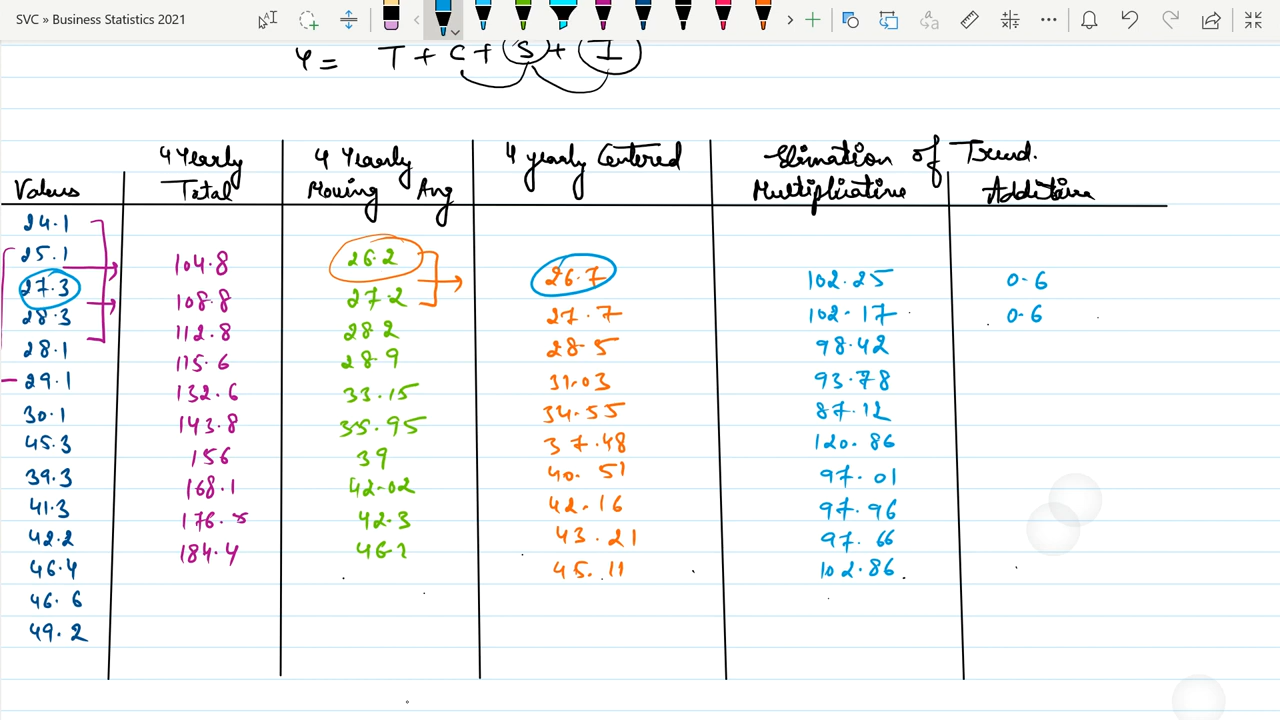 SVC » Business Statistics 2021
Y = T + C + S + I
4 Yearly 4 Yearly 4 yearly Centered Elimation of Trend.
Values Total Moving Avg Multiplicative Additive
24.1
25.1 104.8 26.2
27.3 26.7 102.25 0.6
108.8 27.2
28.3 27.7 102.17 0.6
112.8 28.2
28.1 28.5 98.42
115.6 28.9
29.1 31.03 93.78
132.6 33.15
30.1 34.55 87.12
143.8 35.95
45.3 37.48 120.86
156 39
39.3 40.51 97.01
168.1 42.02
41.3 42.16 97.96
42.3
42.2 43.21 97.66
184.4
46.4 45.11 102.86
46.6
49.2